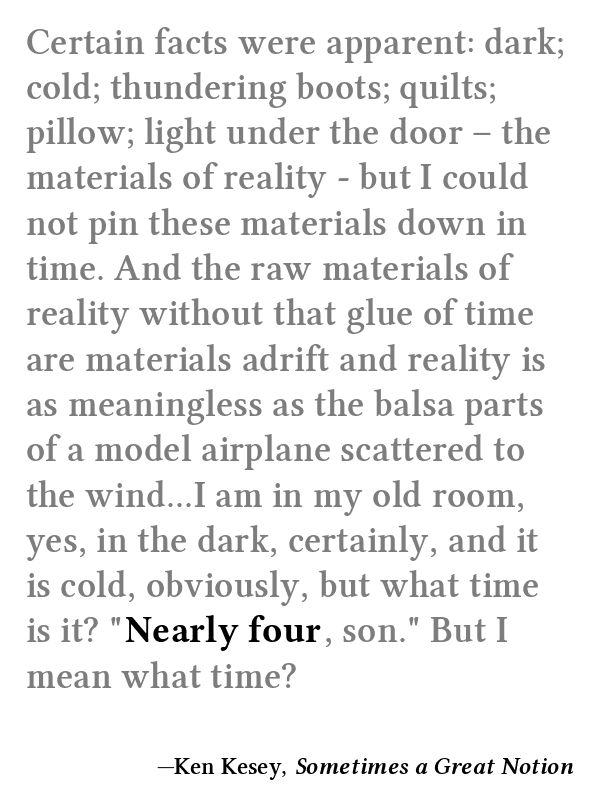 Certain facts were apparent: dark;
cold; thundering boots; quilts;
pillow; light under the door – the
materials of reality - but I could
not pin these materials down in
time. And the raw materials of
reality without that glue of time
are materials adrift and reality is
as meaningless as the balsa parts
of a model airplane scattered to
the wind...I am in my old room,
yes, in the dark, certainly, and it
is cold, obviously, but what time
is it? "Nearly four, son." But I
mean what time?
—Ken Kesey, Sometimes a Great Notion